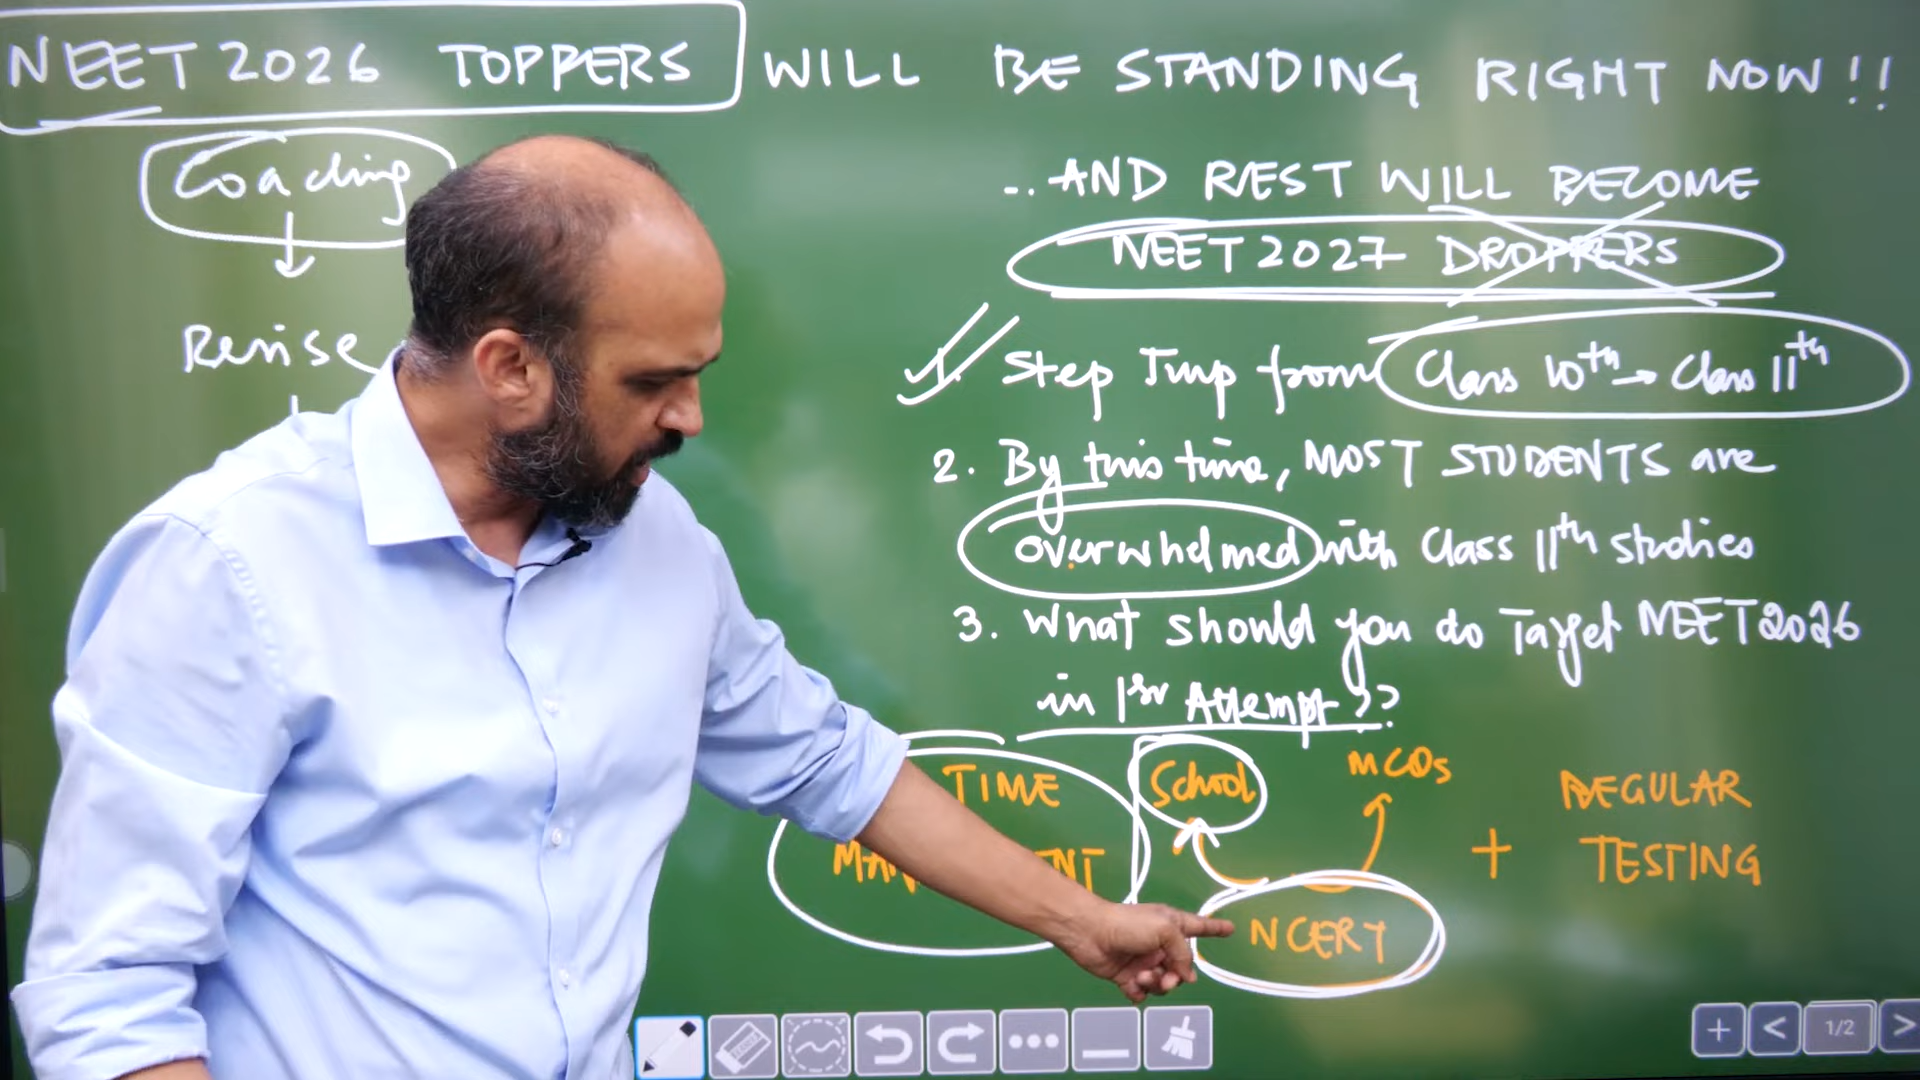 NEET 2026 TOPPERS WILL BE STANDING RIGHT NOW!!
Coaching
Revise
...AND REST WILL BECOME
NEET 2027 DROPPERS
1. Step Jump from Class 10th → Class 11th
2. By this time, MOST STUDENTS are
overwhelmed with Class 11th studies
3. What should you do Target NEET 2026
in 1st Attempt??
TIME
School
MCQs
REGULAR
+
TESTING
NCERT
1/2